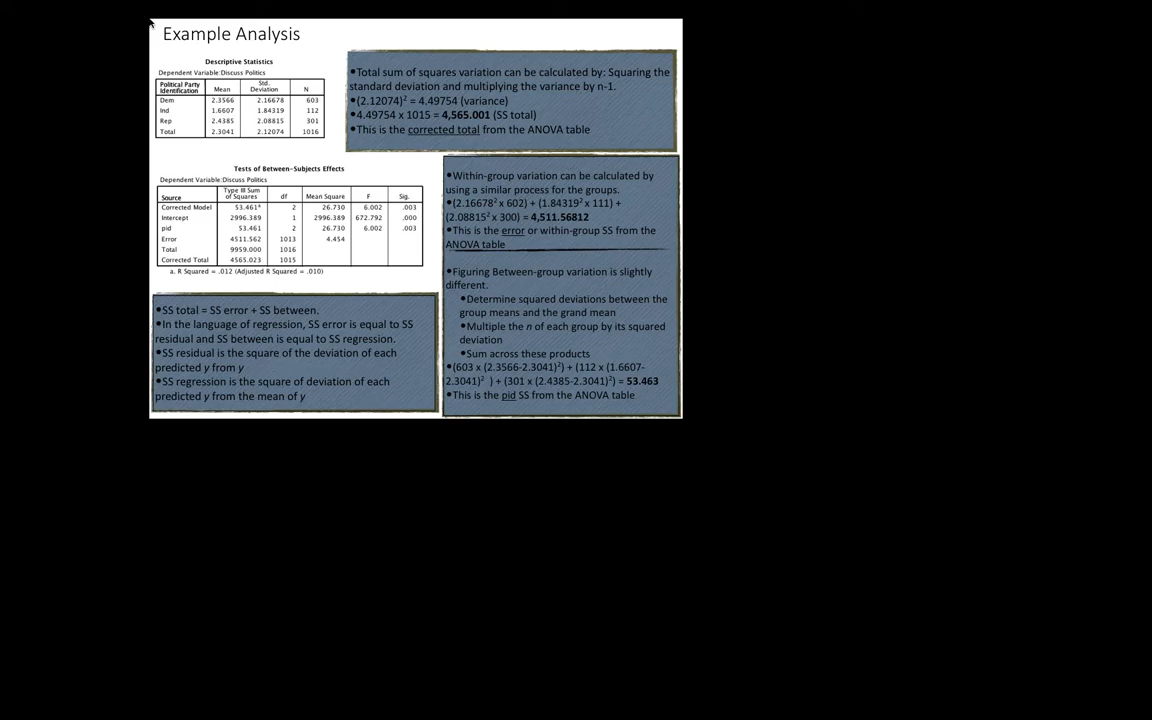 Example Analysis
Descriptive Statistics
Dependent Variable:Discuss Politics
Political Party Identification Mean Std. Deviation N
Dem 2.3566 2.16678 603
Ind 1.6607 1.84319 112
Rep 2.4385 2.08815 301
Total 2.3041 2.12074 1016
•Total sum of squares variation can be calculated by: Squaring the
standard deviation and multiplying the variance by n-1.
•(2.12074)² = 4.49754 (variance)
•4.49754 x 1015 = 4,565.001 (SS total)
•This is the corrected total from the ANOVA table
Tests of Between-Subjects Effects
Dependent Variable:Discuss Politics
Source Type III Sum of Squares df Mean Square F Sig.
Corrected Model 53.461ᵃ 2 26.730 6.002 .003
Intercept 2996.389 1 2996.389 672.792 .000
pid 53.461 2 26.730 6.002 .003
Error 4511.562 1013 4.454
Total 9959.000 1016
Corrected Total 4565.023 1015
a. R Squared = .012 (Adjusted R Squared = .010)
•Within-group variation can be calculated by
using a similar process for the groups.
•(2.16678² x 602) + (1.84319² x 111) +
(2.08815² x 300) = 4,511.56812
•This is the error or within-group SS from the
ANOVA table
•Figuring Between-group variation is slightly
different.
•Determine squared deviations between the
group means and the grand mean
•Multiple the n of each group by its squared
deviation
•Sum across these products
•(603 x (2.3566-2.3041)²) + (112 x (1.6607-
2.3041)² ) + (301 x (2.4385-2.3041)²) = 53.463
•This is the pid SS from the ANOVA table
•SS total = SS error + SS between.
•In the language of regression, SS error is equal to SS
residual and SS between is equal to SS regression.
•SS residual is the square of the deviation of each
predicted y from y
•SS regression is the square of deviation of each
predicted y from the mean of y